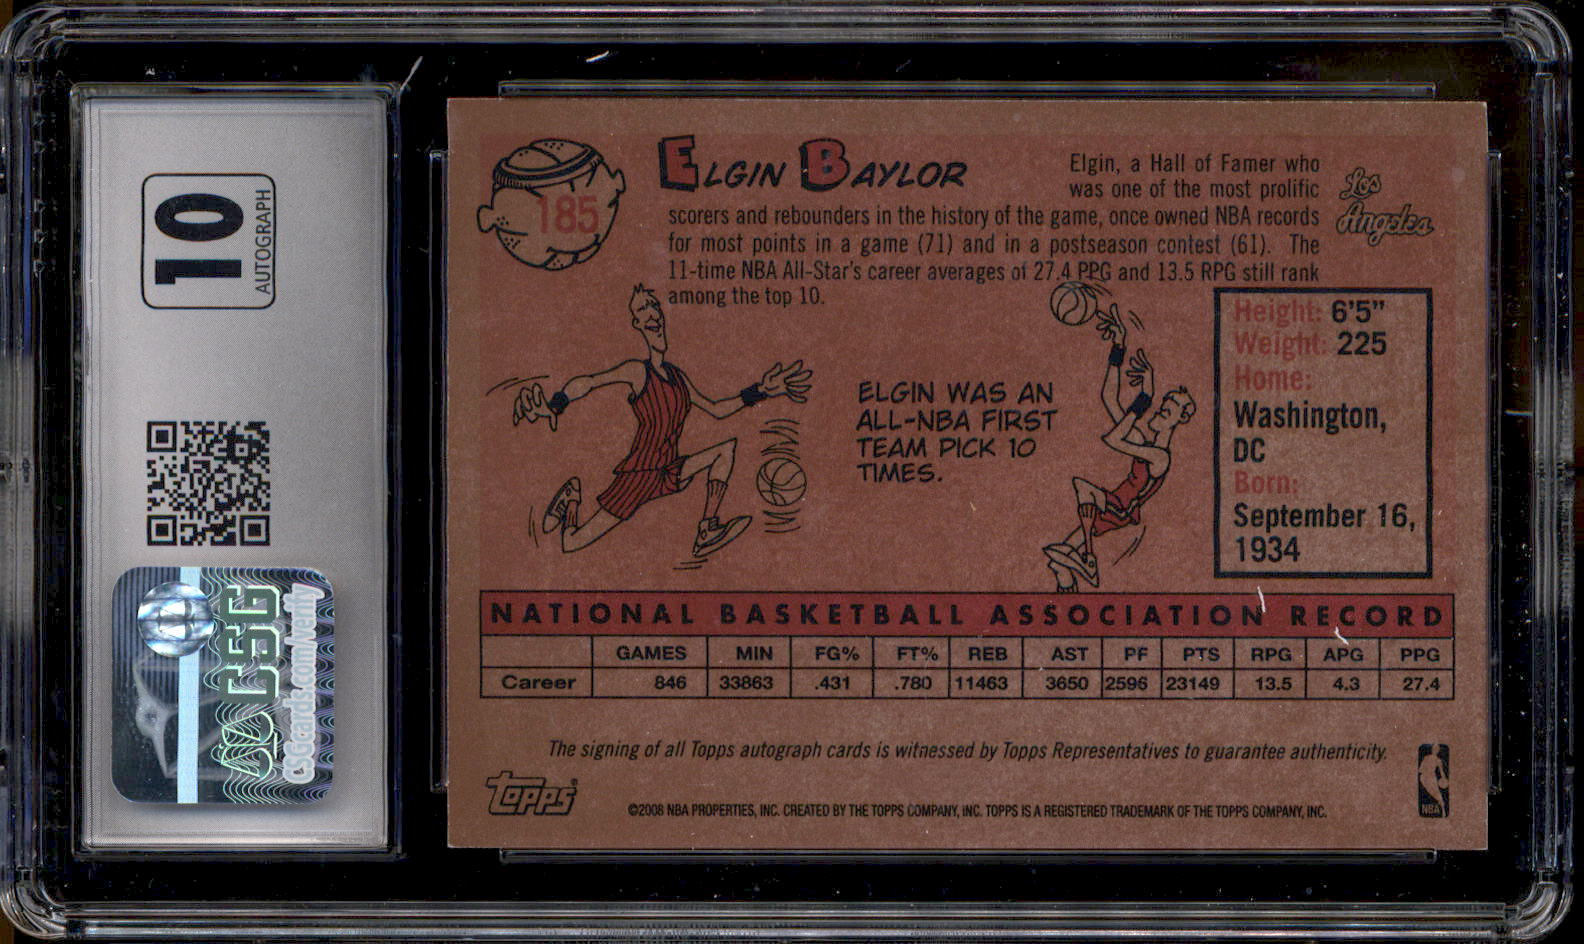 10
AUTOGRAPH
CSG
CSGcards.com/verify
185
ELGIN BAYLOR
Elgin, a Hall of Famer who
was one of the most prolific
scorers and rebounders in the history of the game, once owned NBA records
for most points in a game (71) and in a postseason contest (61). The
11-time NBA All-Star's career averages of 27.4 PPG and 13.5 RPG still rank
among the top 10.
Los
Angeles
ELGIN WAS AN
ALL-NBA FIRST
TEAM PICK 10
TIMES.
Height: 6'5"
Weight: 225
Home:
Washington,
DC
Born:
September 16,
1934
NATIONAL BASKETBALL ASSOCIATION RECORD
GAMES MIN FG% FT% REB AST PF PTS RPG APG PPG
Career 846 33863 .431 .780 11463 3650 2596 23149 13.5 4.3 27.4
The signing of all Topps autograph cards is witnessed by Topps Representatives to guarantee authenticity.
Topps®
©2008 NBA PROPERTIES, INC. CREATED BY THE TOPPS COMPANY, INC. TOPPS IS A REGISTERED TRADEMARK OF THE TOPPS COMPANY, INC.
NBA